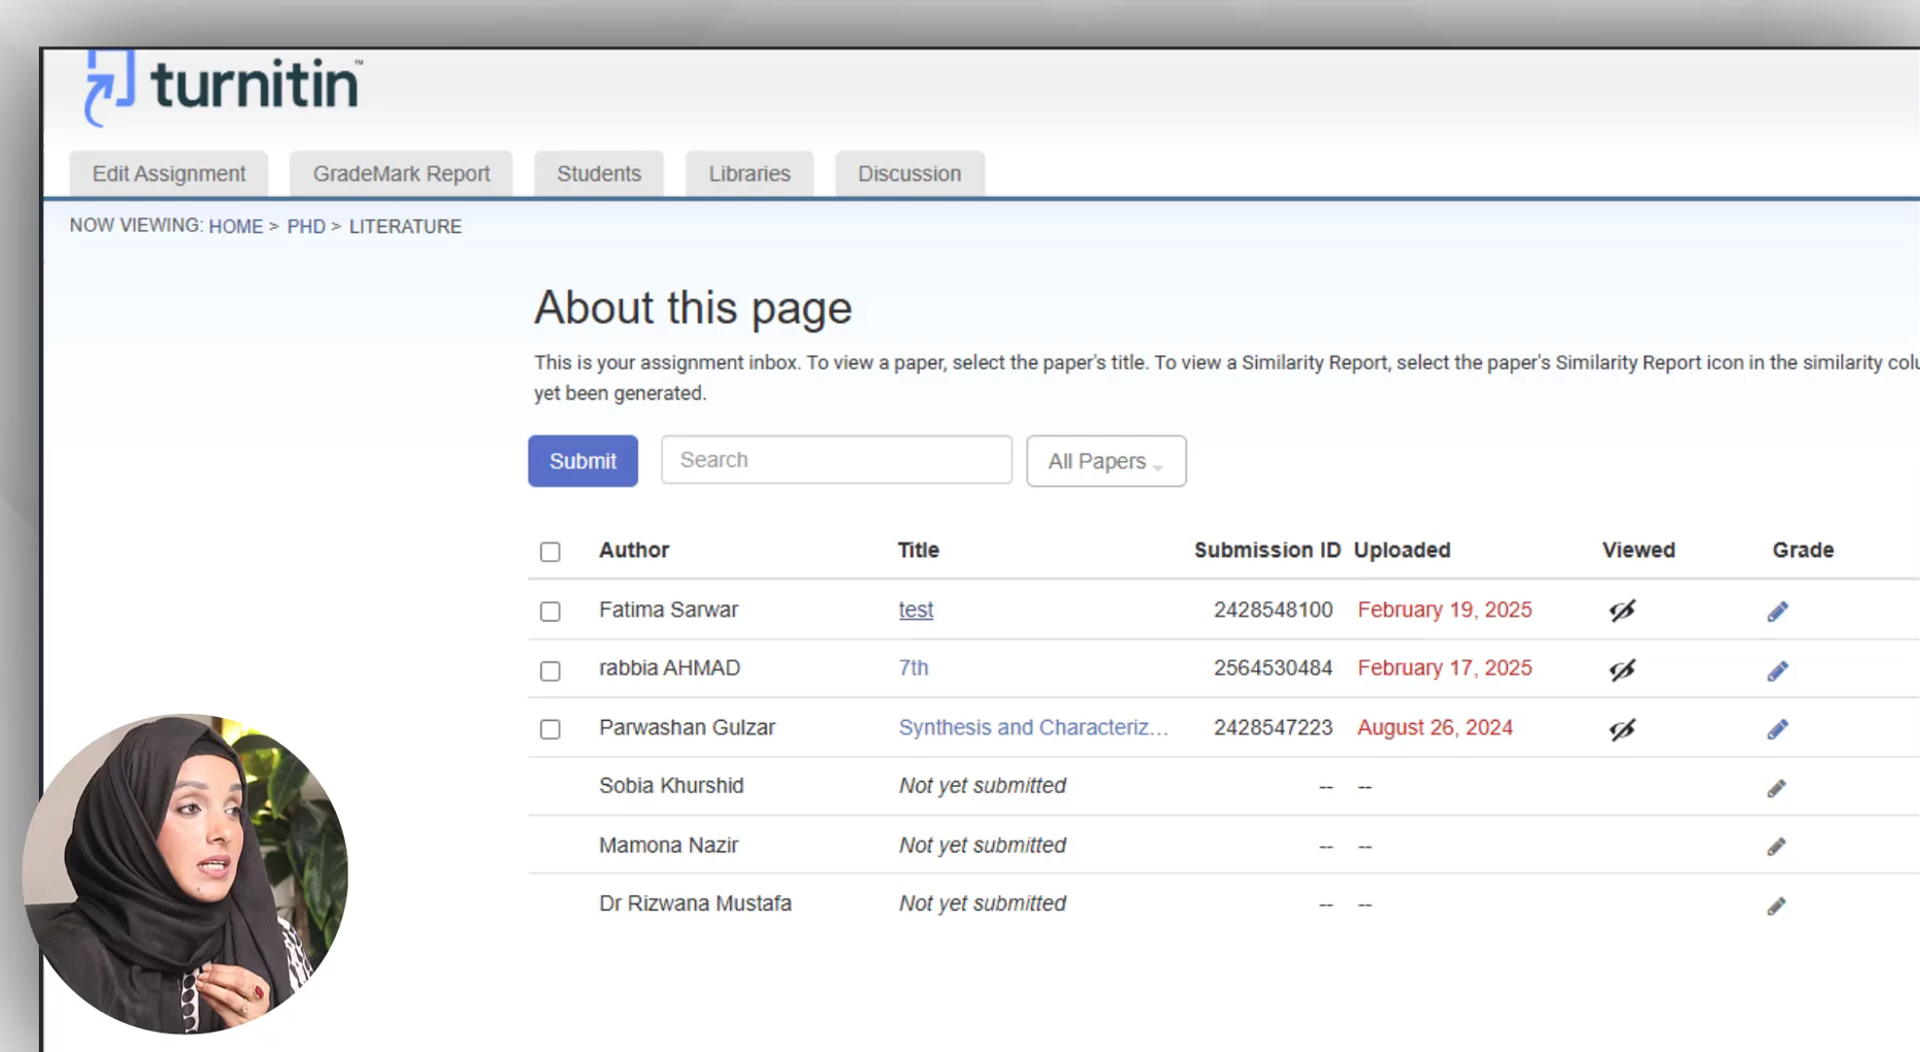 turnitin™
Edit Assignment GradeMark Report Students Libraries Discussion
NOW VIEWING: HOME > PHD > LITERATURE
About this page
This is your assignment inbox. To view a paper, select the paper's title. To view a Similarity Report, select the paper's Similarity Report icon in the similarity
yet been generated.
Submit Search All Papers
Author Title Submission ID Uploaded Viewed Grade
Fatima Sarwar test 2428548100 February 19, 2025
rabbia AHMAD 7th 2564530484 February 17, 2025
Parwashan Gulzar Synthesis and Characteriz... 2428547223 August 26, 2024
Sobia Khurshid Not yet submitted -- --
Mamona Nazir Not yet submitted -- --
Dr Rizwana Mustafa Not yet submitted -- --